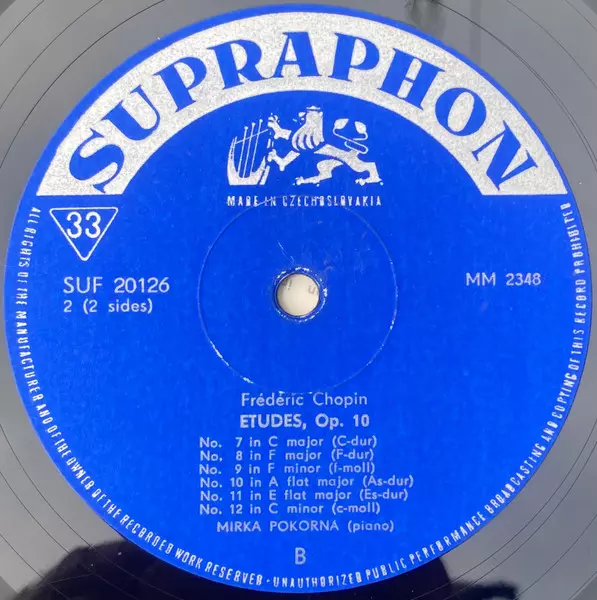 SUPRAPHON
MADE IN CZECHOSLOVAKIA
33
SUF 20126
2 (2 sides)
MM 2348
Frédéric Chopin
ETUDES, Op. 10
No. 7 in C major (C-dur)
No. 8 in F major (F-dur)
No. 9 in F minor (f-moll)
No. 10 in A flat major (As-dur)
No. 11 in E flat major (Es-dur)
No. 12 in C minor (c-moll)
MIRKA POKORNÁ (piano)
B
ALL RIGHTS OF THE MANUFACTURER AND OF THE OWNER OF THE RECORDED WORK RESERVED - UNAUTHORIZED PUBLIC PERFORMANCE BROADCASTING AND COPYING OF THIS RECORD PROHIBITED